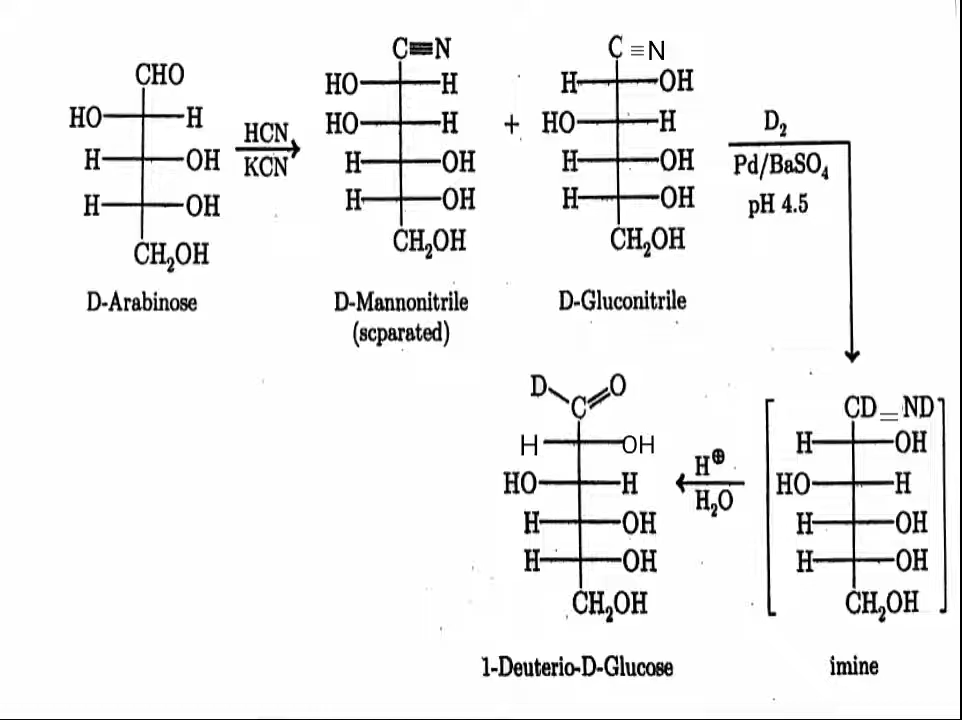 CHO
HO H
H OH
H OH
CH₂OH
D-Arabinose
HCN
KCN
C≡N
HO H
HO H
H OH
H OH
CH₂OH
D-Mannonitrile
(scparated)
+
C ≡N
H OH
HO H
H OH
H OH
CH₂OH
D-Gluconitrile
D₂
Pd/BaSO₄
pH 4.5
CD=ND
H OH
HO H
H OH
H OH
CH₂OH
imine
H⊕
H₂O
D C O
H OH
HO H
H OH
H OH
CH₂OH
1-Deuterio-D-Glucose